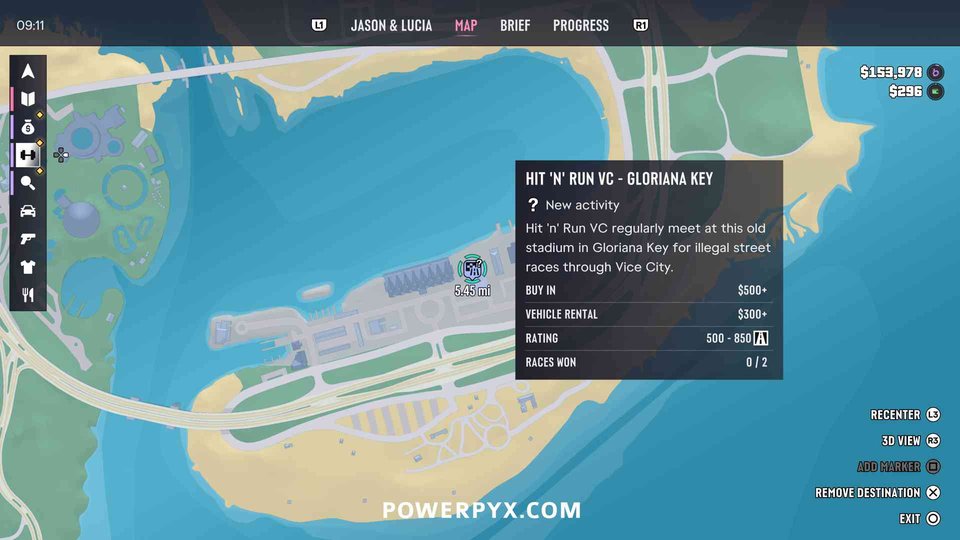 09:11
L1 JASON & LUCIA MAP BRIEF PROGRESS R1
$153,978
$296
HIT 'N' RUN VC - GLORIANA KEY
? New activity
Hit 'n' Run VC regularly meet at this old
stadium in Gloriana Key for illegal street
races through Vice City.
BUY IN $500+
VEHICLE RENTAL $300+
RATING 500 - 850
RACES WON 0 / 2
5.45 mi
RECENTER L3
3D VIEW R3
ADD MARKER
REMOVE DESTINATION
EXIT
POWERPYX.COM